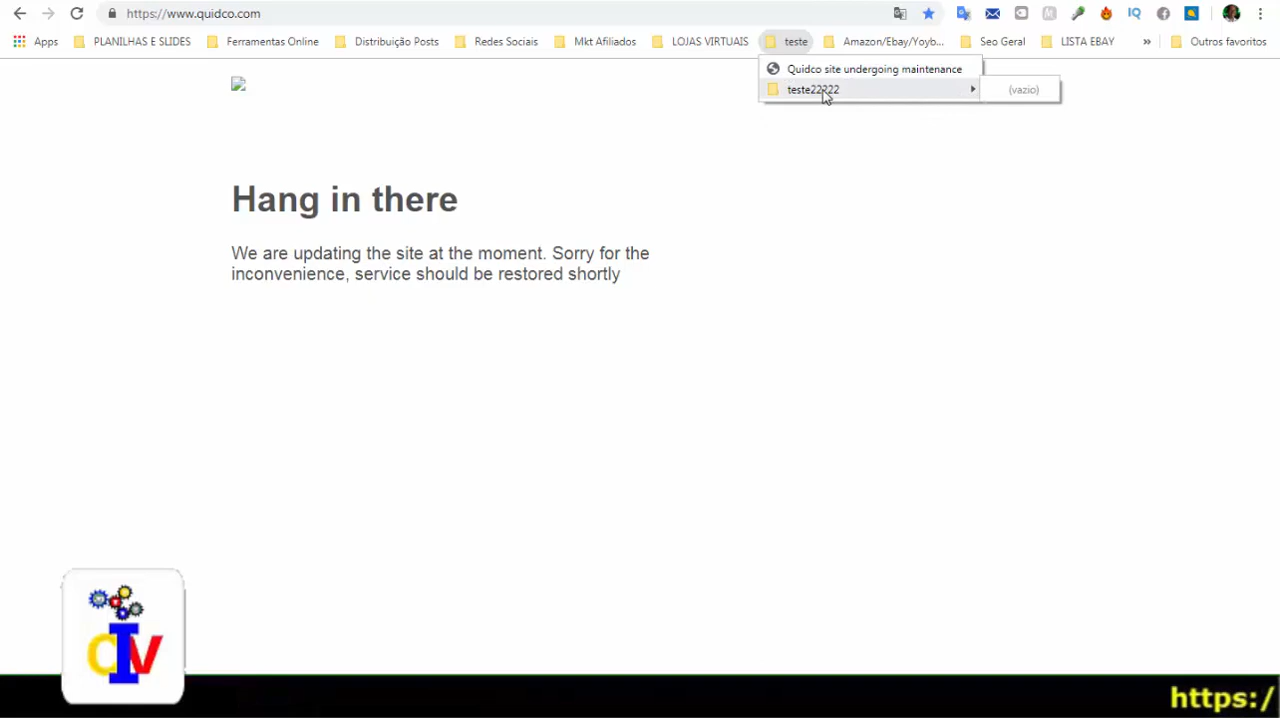 https://www.quidco.com
IQ
Apps PLANILHAS E SLIDES Ferramentas Online Distribuição Posts Redes Sociais Mkt Afiliados LOJAS VIRTUAIS teste Amazon/Ebay/Yoyb... Seo Geral LISTA EBAY » Outros favoritos
Quidco site undergoing maintenance
teste22222 (vazio)
Hang in there
We are updating the site at the moment. Sorry for the
inconvenience, service should be restored shortly
CIV
https:/